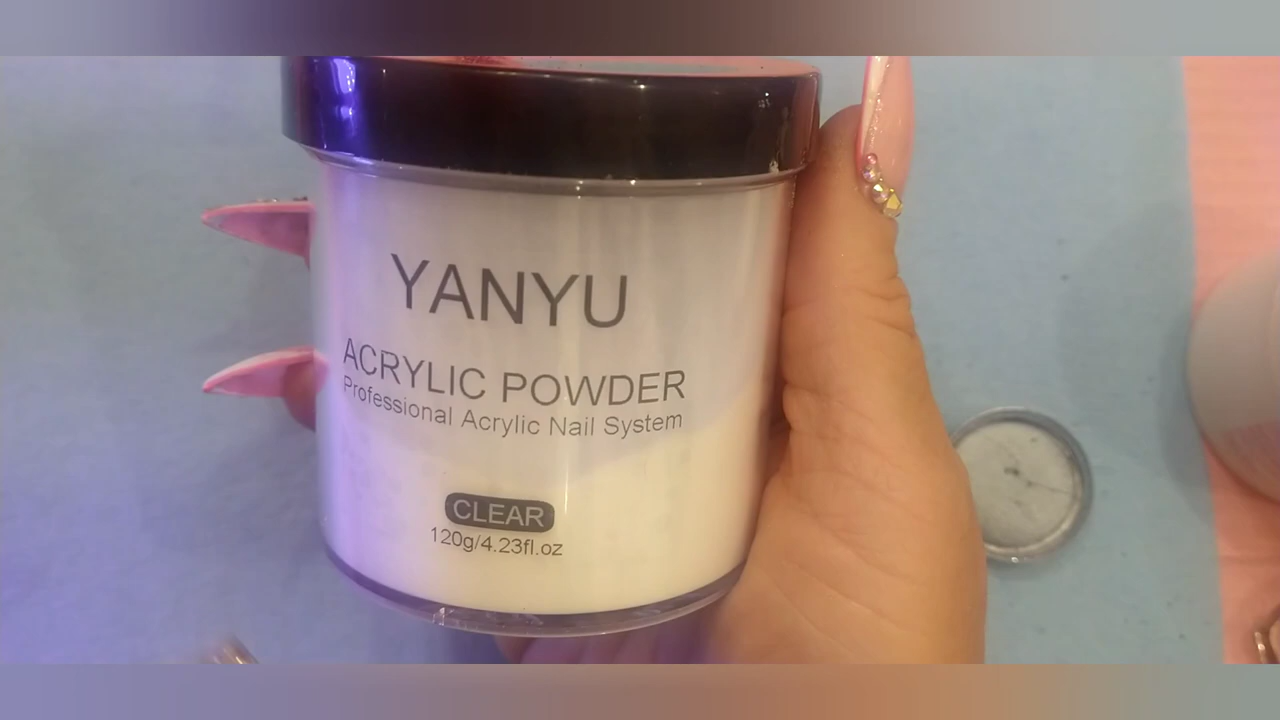 YANYU
ACRYLIC POWDER
Professional Acrylic Nail System
CLEAR
120g/4.23fl.oz